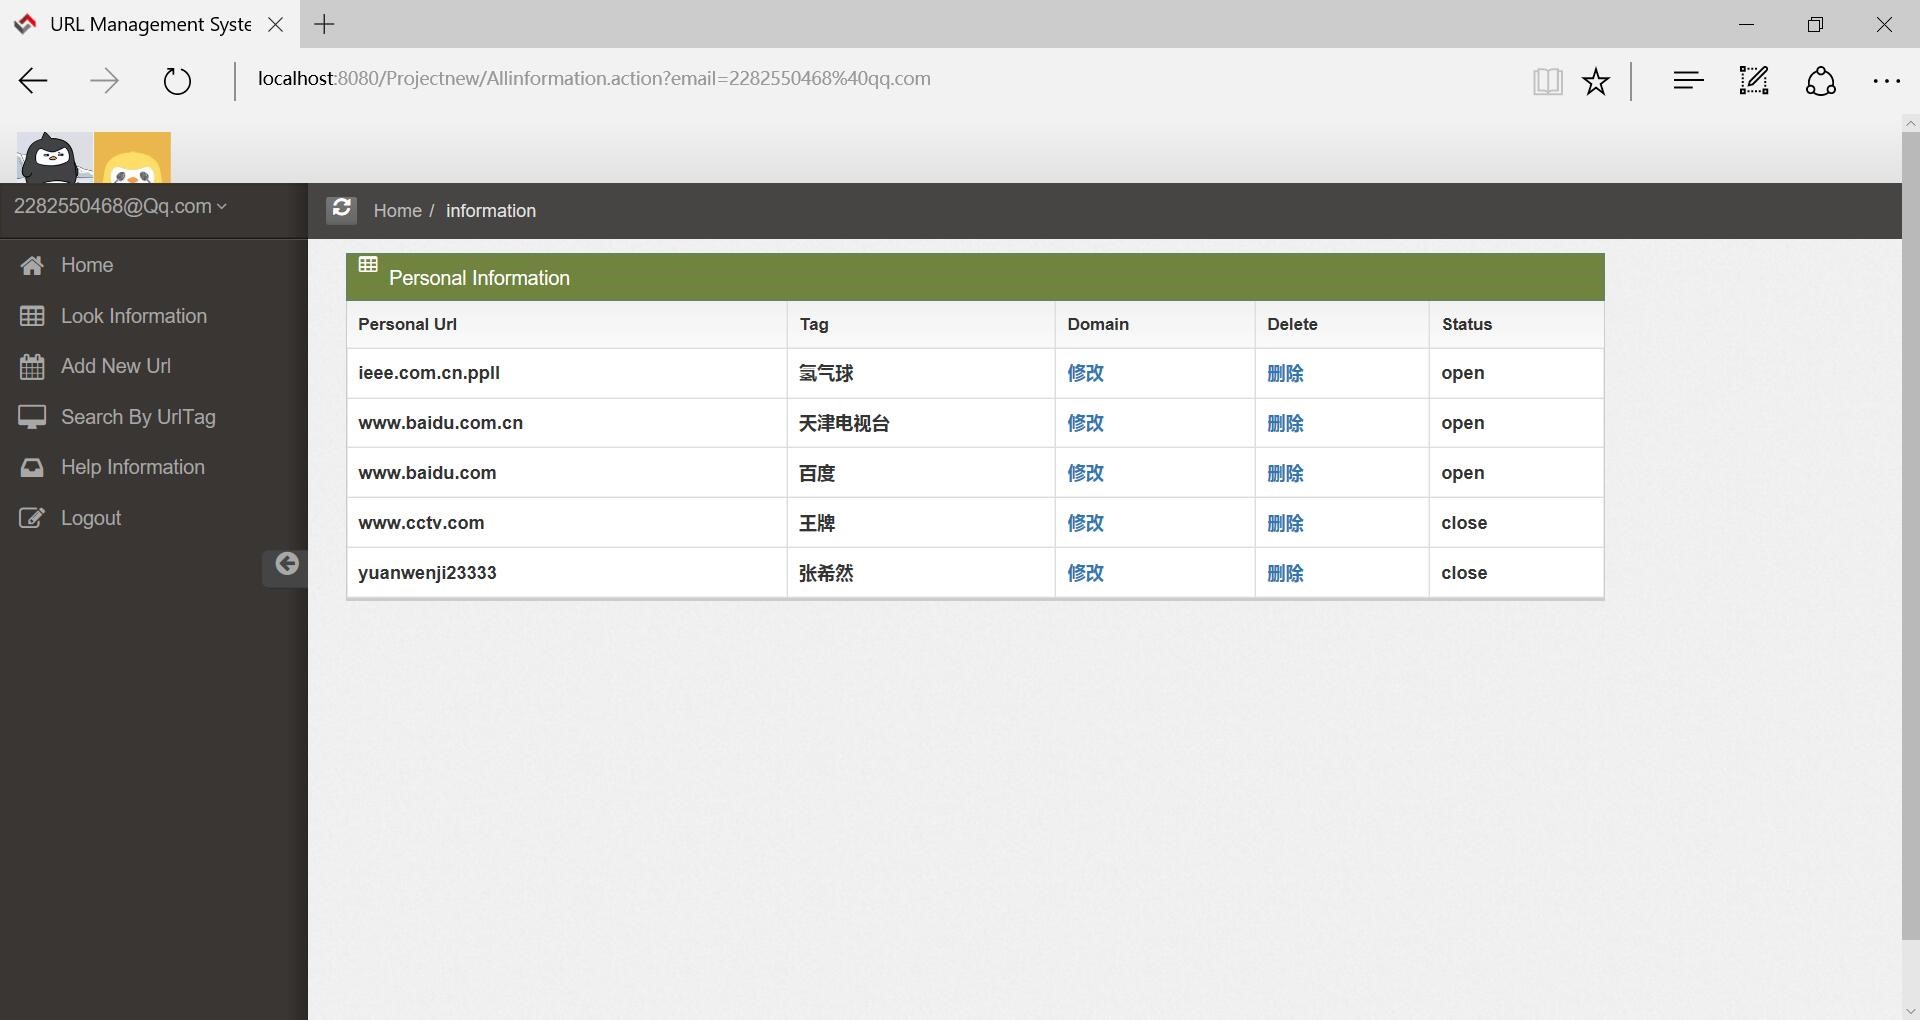 URL Management Syste
localhost:8080/Projectnew/Allinformation.action?email=2282550468%40qq.com
2282550468@Qq.com
Home / information
Home
Look Information
Add New Url
Search By UrlTag
Help Information
Logout
Personal Information
Personal Url Tag Domain Delete Status
ieee.com.cn.ppll 氢气球 修改 删除 open
www.baidu.com.cn 天津电视台 修改 删除 open
www.baidu.com 百度 修改 删除 open
www.cctv.com 王牌 修改 删除 close
yuanwenji23333 张希然 修改 删除 close